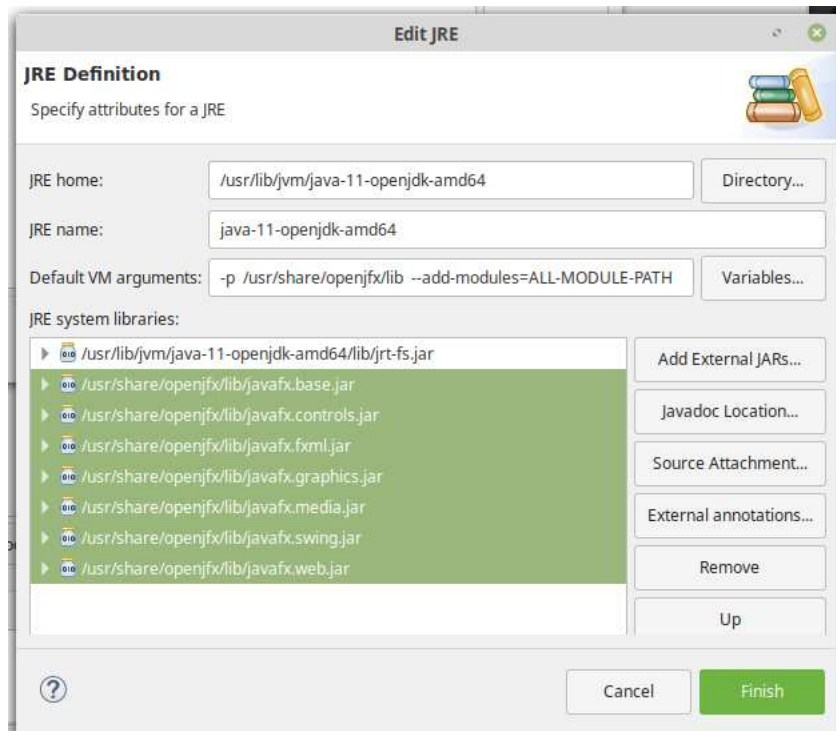 Edit JRE
JRE Definition
Specify attributes for a JRE
JRE home: /usr/lib/jvm/java-11-openjdk-amd64 Directory...
JRE name: java-11-openjdk-amd64
Default VM arguments: -p /usr/share/openjfx/lib --add-modules=ALL-MODULE-PATH Variables...
JRE system libraries:
/usr/lib/jvm/java-11-openjdk-amd64/lib/jrt-fs.jar
/usr/share/openjfx/lib/javafx.base.jar
/usr/share/openjfx/lib/javafx.controls.jar
/usr/share/openjfx/lib/javafx.fxml.jar
/usr/share/openjfx/lib/javafx.graphics.jar
/usr/share/openjfx/lib/javafx.media.jar
/usr/share/openjfx/lib/javafx.swing.jar
/usr/share/openjfx/lib/javafx.web.jar
Add External JARs...
Javadoc Location...
Source Attachment...
External annotations...
Remove
Up
Cancel Finish